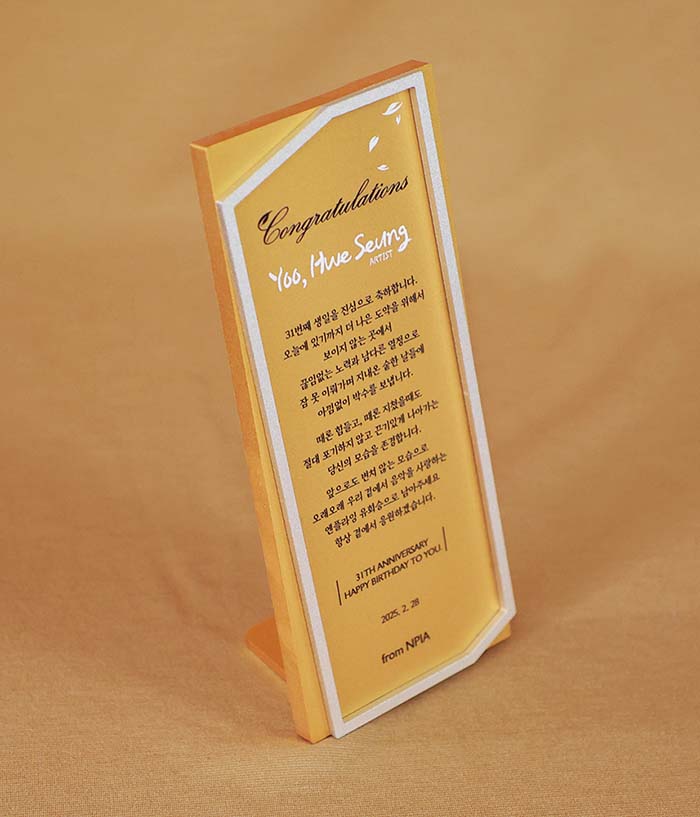 Congratulations
Yoo, Hwe Seung
ARTIST
31번째 생일을 진심으로 축하합니다.
오늘에 있기까지 더 나은 도약을 위해서
보이지 않는 곳에서
끊임없는 노력과 남다른 열정으로
잠 못 이뤄가며 지내온 숱한 날들에
아낌없이 박수를 보냅니다.
때론 힘들고, 때론 지쳤을때도
절대 포기하지 않고 끈기있게 나아가는
당신의 모습을 존경합니다.
앞으로도 변치 않는 모습으로
오래오래 우리 곁에서 음악을 사랑하는
엔플라잉 유회승으로 남아주세요
항상 곁에서 응원하겠습니다.
31TH ANNIVERSARY
HAPPY BIRTHDAY TO YOU
2025. 2. 28
from NPIA